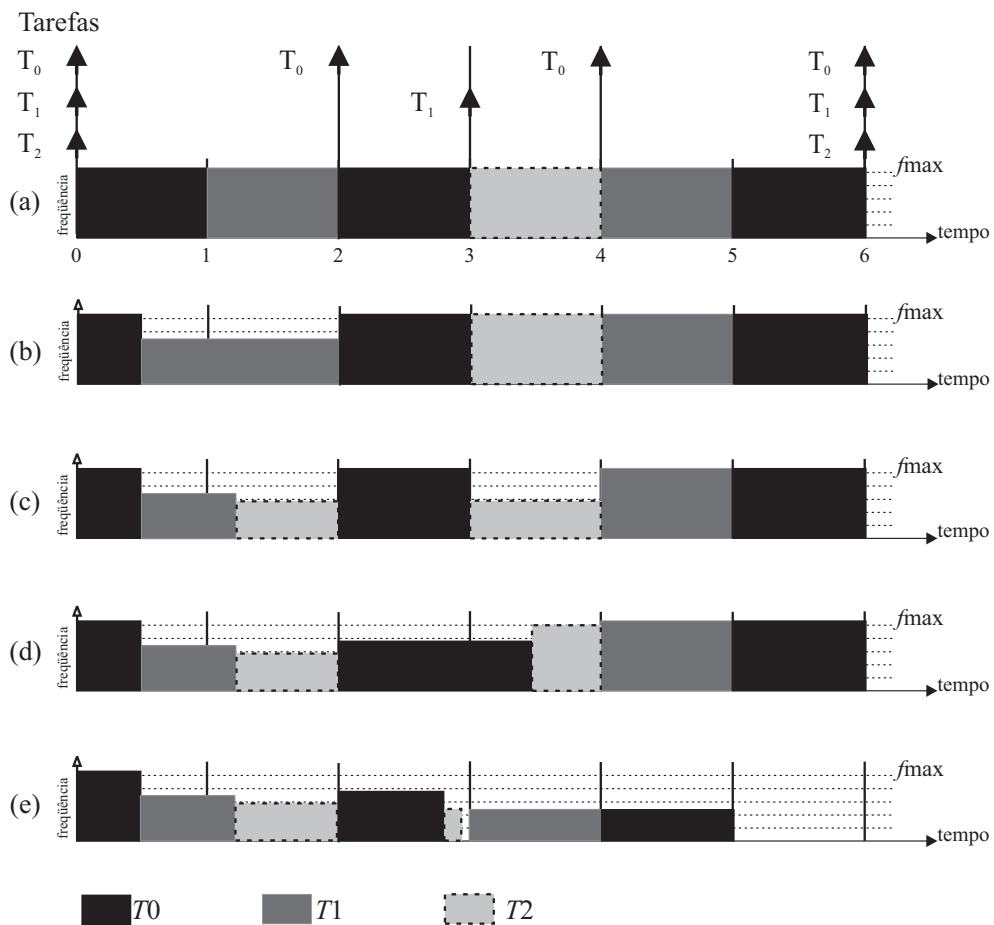 Tarefas
T0 T0 T0 T0
T1 T1 T1
T2 T2
fmax
(a) freqüência
tempo
0 1 2 3 4 5 6
fmax
(b) freqüência
tempo
fmax
(c) freqüência
tempo
fmax
(d) freqüência
tempo
fmax
(e) freqüência
tempo
T0 T1 T2